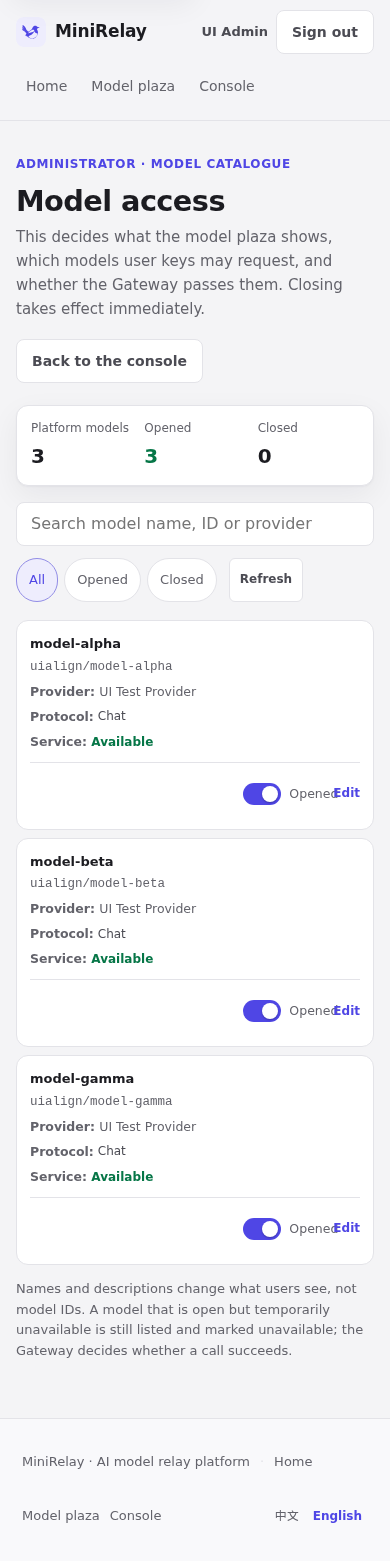 MiniRelay
UI Admin
Sign out
Home
Model plaza
Console
ADMINISTRATOR · MODEL CATALOGUE
Model access
This decides what the model plaza shows,
which models user keys may request, and
whether the Gateway passes them. Closing
takes effect immediately.
Back to the console
Platform models
Opened
Closed
3
3
0
Search model name, ID or provider
All
Opened
Closed
Refresh
model-alpha
uialign/model-alpha
Provider: UI Test Provider
Protocol: Chat
Service: Available
Opened
Edit
model-beta
uialign/model-beta
Provider: UI Test Provider
Protocol: Chat
Service: Available
Opened
Edit
model-gamma
uialign/model-gamma
Provider: UI Test Provider
Protocol: Chat
Service: Available
Opened
Edit
Names and descriptions change what users see, not
model IDs. A model that is open but temporarily
unavailable is still listed and marked unavailable; the
Gateway decides whether a call succeeds.
MiniRelay · AI model relay platform · Home
Model plaza
Console
中文
English